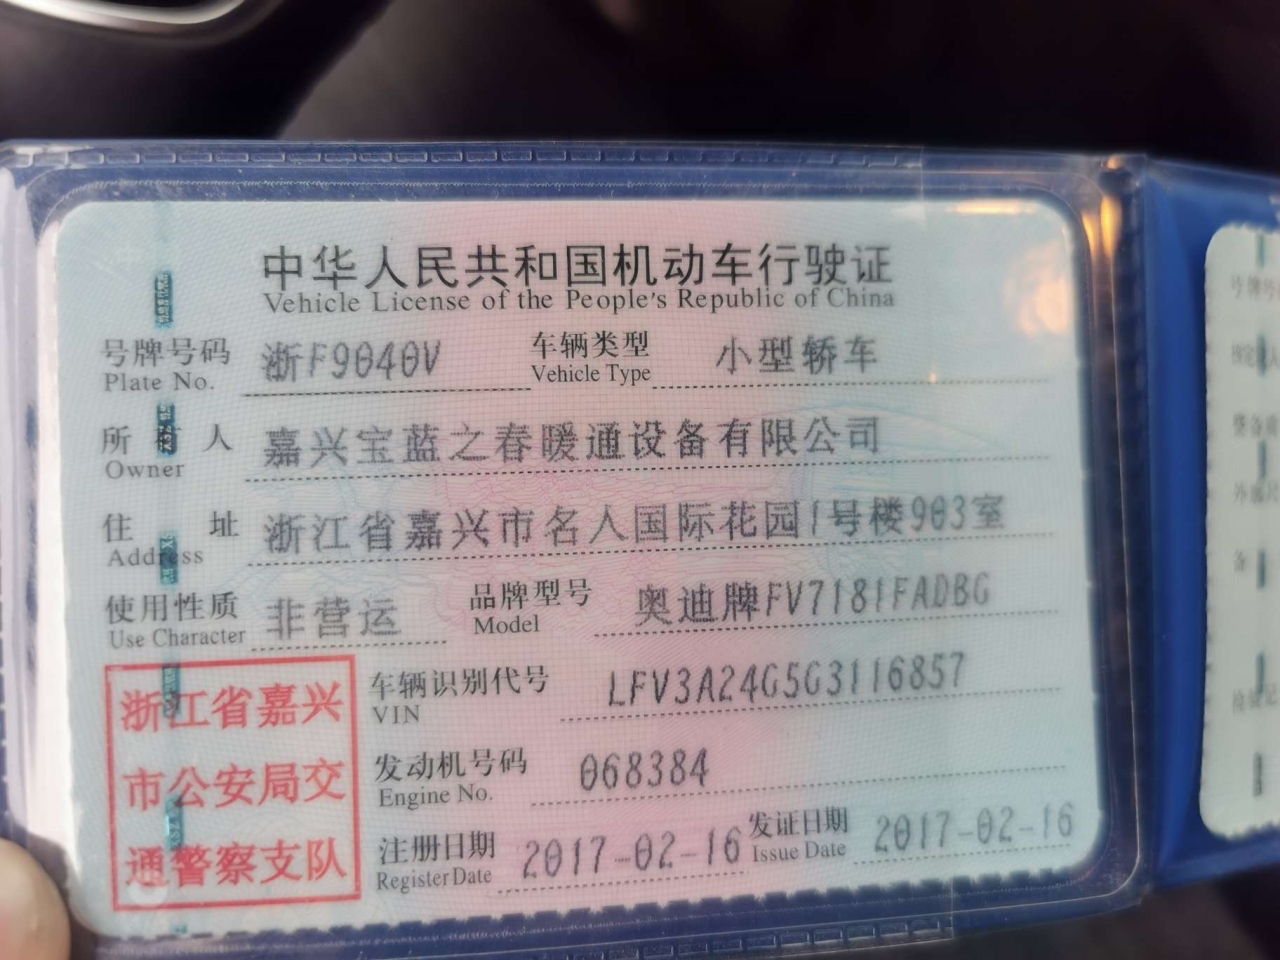 中华人民共和国机动车行驶证
Vehicle License of the People's Republic of China
号牌号码 浙F9040V 车辆类型 小型轿车
Plate No. Vehicle Type
所有人 嘉兴宝蓝之春暖通设备有限公司
Owner
住址 浙江省嘉兴市名人国际花园1号楼903室
Address
使用性质 非营运 品牌型号 奥迪牌FV7181FADBG
Use Character Model
浙江省嘉兴
市公安局交
通警察支队
车辆识别代号 LFV3A24G5G3116857
VIN
发动机号码 068384
Engine No.
注册日期 2017-02-16 发证日期 2017-02-16
Register Date Issue Date